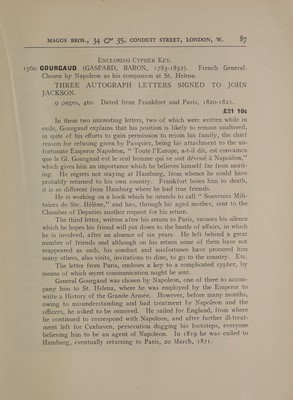 MAGGS BROS., 34 & 35, CONDUIT STREET, LONDON, W. 87
ENCLOSING CYPHER KEY.
1560 GOURGAUD (GASPARD, BARON, 1783-1852). French General.
Chosen by Napoleon as his companion at St. Helena.
THREE AUTOGRAPH LETTERS SIGNED TO JOHN
JACKSON.
9 pages, 4to. Dated from Frankfort and Paris, 1820-1821.
£31 10s
In these two interesting letters, two of which were written while in
exile, Gourgaud explains that his position is likely to remain unaltered,
in spite of his efforts to gain permission to rejoin his family, the chief
reason for refusing given by Pasquier, being his attachment to the un-
fortunate Emperor Napoleon, " Toute l'Europe, a-t-il dit, est convaincu
que le Gl. Gourgaud est le seul homme qui se soit dévoué à Napoléon,"
which gives him an importance which he believes himself far from merit-
ing. He regrets not staying at Hamburg, from whence he could have
probably returned to his own country. Frankfort bores him to death,
it is so different from Hamburg where he had true friends.
He is working on a book which he intends to call " Souvenirs Mili-
taires de Ste. Hélène," and has, through his aged mother, sent to the
Chamber of Deputies another request for his return.
The third letter, written after his return to Paris, excuses his silence
which he hopes his friend will put down to the bustle of affairs, in which
he is involved, after an absence of six years. He left behind a great
number of friends and although on his return some of them have not
reappeared as such, his conduct and misfortunes have procured him
many others, also visits, invitations to dine, to go to the country. Etc.
The letter from Paris, encloses a key to a complicated cypher, by
means of which secret communication might be sent.
General Gourgaud was chosen by Napoleon, one of three to accom-
pany him to St. Helena, where he was employed by the Emperor to
write a History of the Grande Armée. However, before many months,
owing to misunderstanding and bad treatment by Napoleon and the
officers, he asked to be removed. He sailed for England, from where
he continued to correspond with Napoleon, and after further ill-treat-
ment left for Cuxhaven, persecution dogging his footsteps, everyone
believing him to be an agent of Napoleon. In 1819 he was exiled to
Hamburg, eventually returning to Paris, 20 March, 1821.